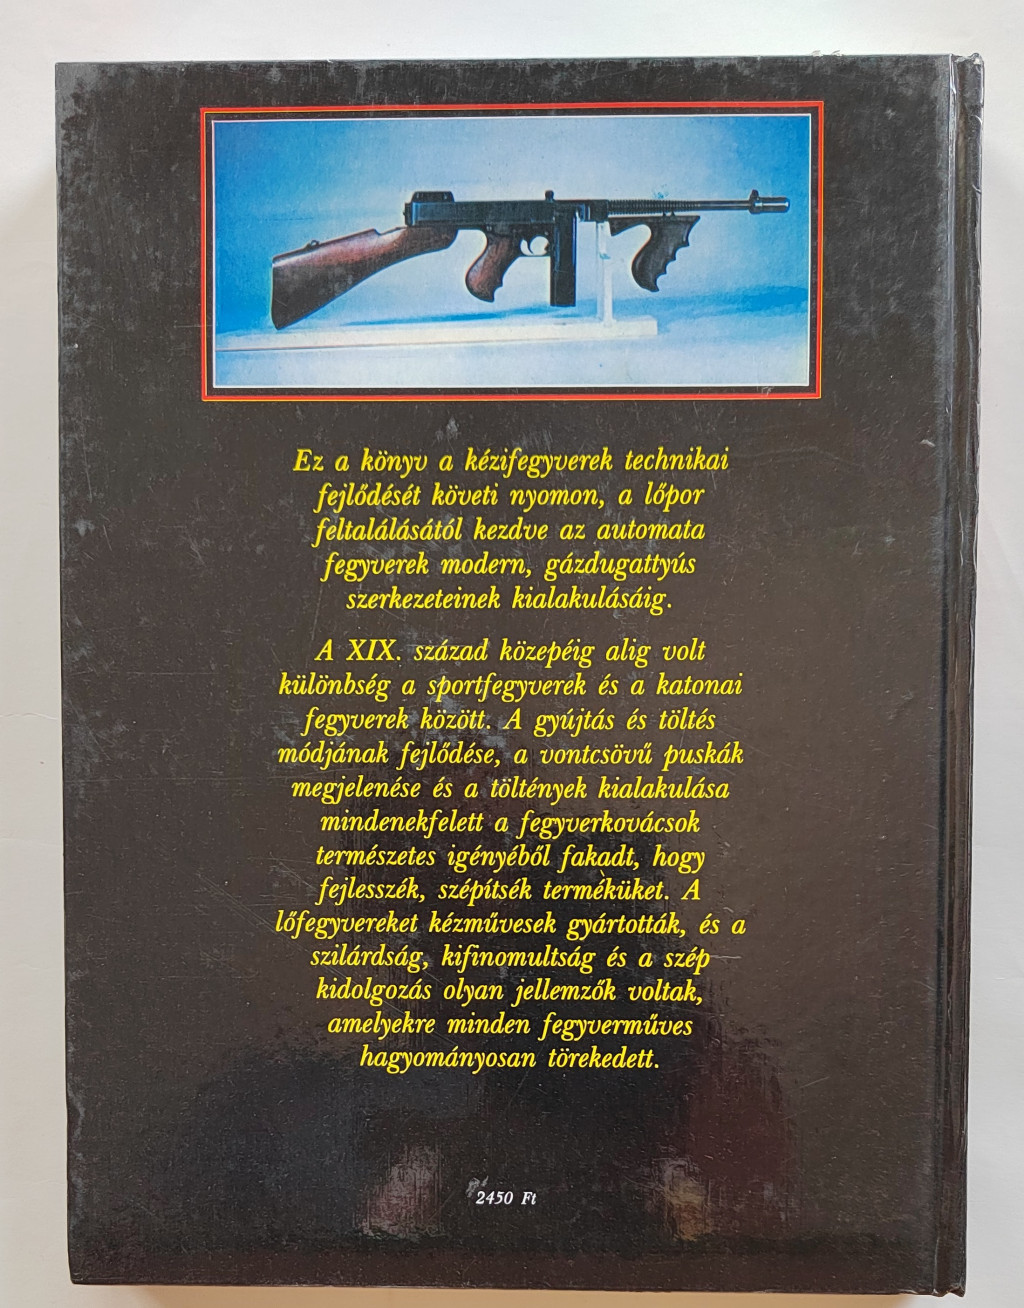 Ez a könyv a kézifegyverek technikai
fejlődését követi nyomon, a lőpor
feltalálásától kezdve az automata
fegyverek modern, gázdugattyús
szerkezeteinek kialakulásáig.
A XIX. század közepéig alig volt
különbség a sportfegyverek és a katonai
fegyverek között. A gyújtás és töltés
módjának fejlődése, a vontcsövű puskák
megjelenése és a töltények kialakulása
mindenekfelett a fegyverkovácsok
természetes igényéből fakadt, hogy
fejlesszék, szépítsék terméküket. A
lőfegyvereket kézművesek gyártották, és a
szilárdság, kifinomultság és a szép
kidolgozás olyan jellemzők voltak,
amelyekre minden fegyverműves
hagyományosan törekedett.
2450 Ft